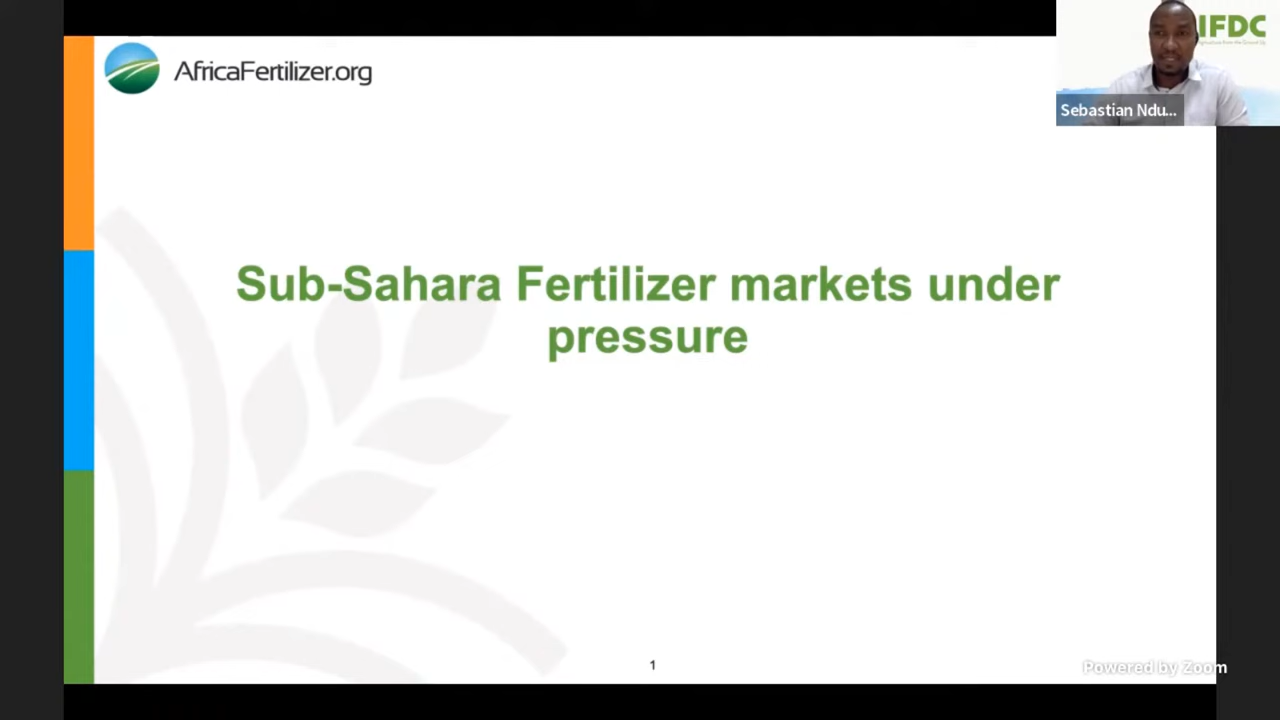 AfricaFertilizer.org
IFDC
Sebastian Ndu...
Sub-Sahara Fertilizer markets under
pressure
1
Powered by Zoom